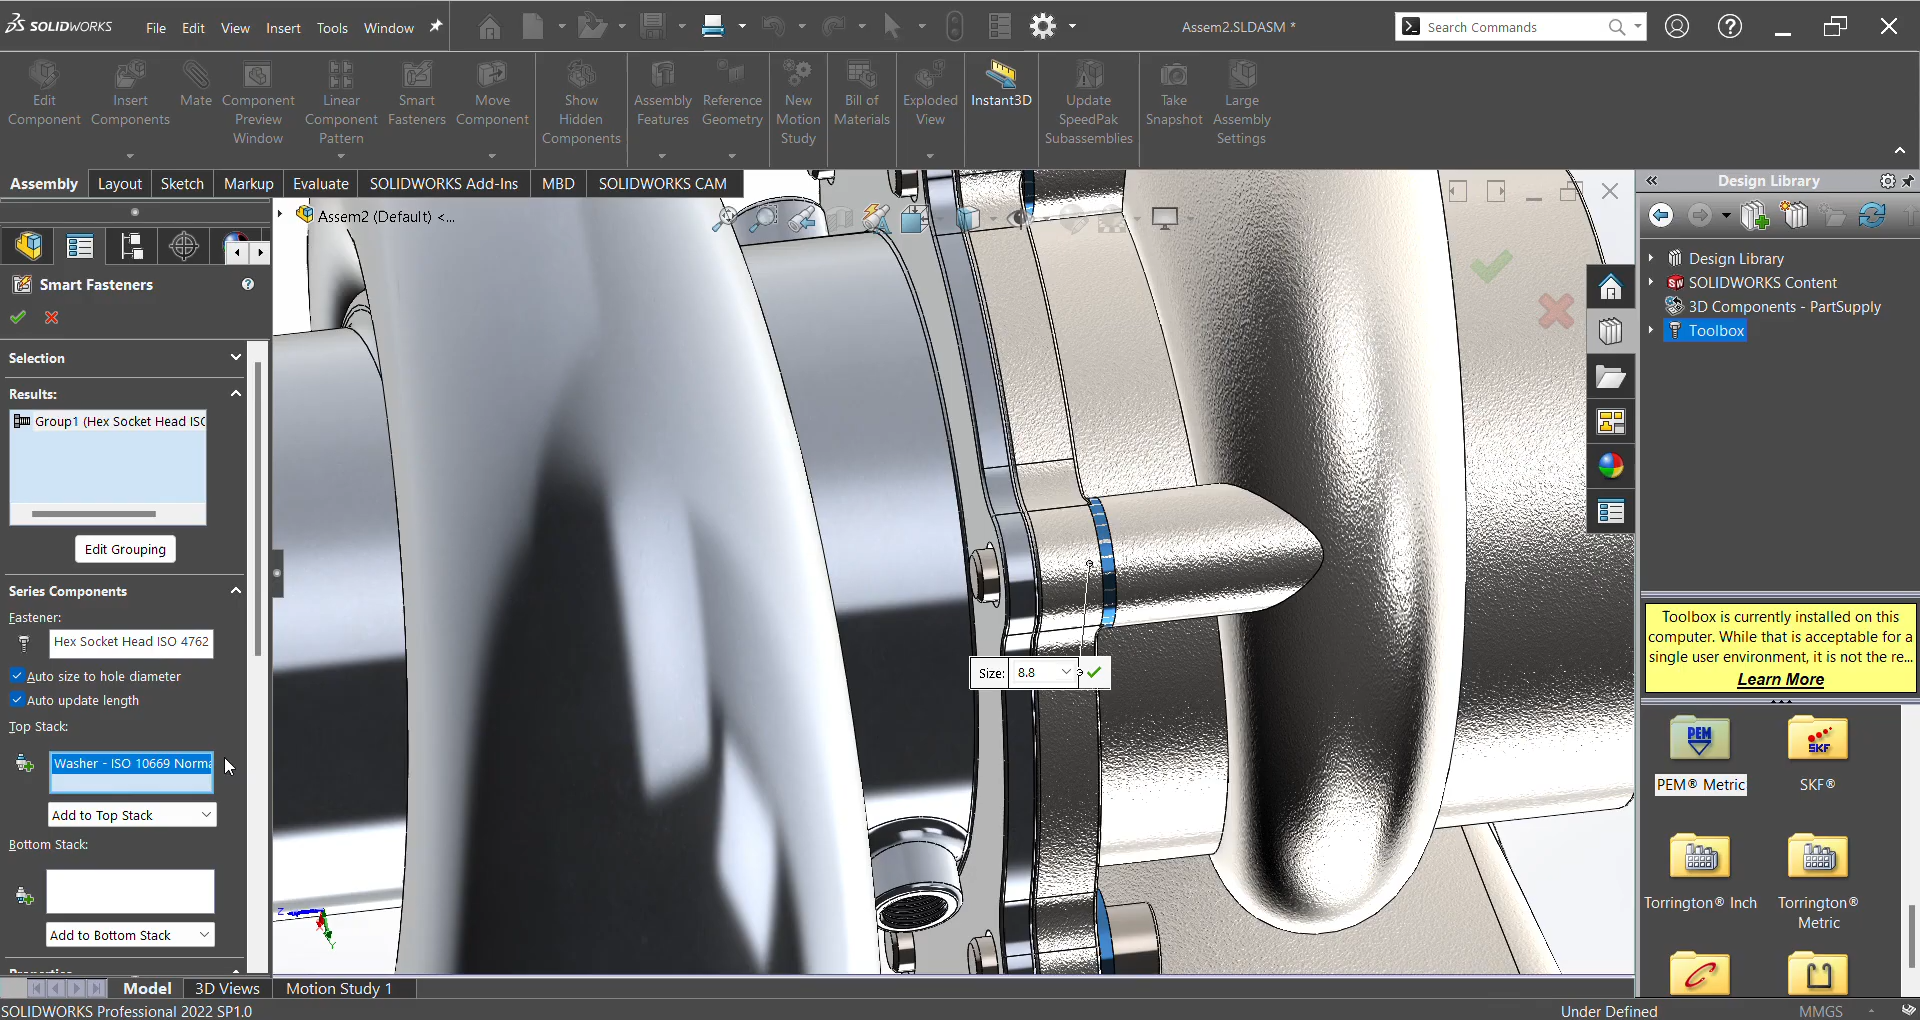 SOLIDWORKS
File Edit View Insert Tools Window
Assem2.SLDASM *
Search Commands
Edit Component
Insert Components
Mate
Component Preview Window
Linear Component Pattern
Smart Fasteners
Move Component
Show Hidden Components
Assembly Features
Reference Geometry
New Motion Study
Bill of Materials
Exploded View
Instant3D
Update SpeedPak Subassemblies
Take Snapshot
Large Assembly Settings
Assembly Layout Sketch Markup Evaluate SOLIDWORKS Add-Ins MBD SOLIDWORKS CAM
Assem2 (Default) <...
Smart Fasteners
Selection
Results:
Group1 (Hex Socket Head ISO
Edit Grouping
Series Components
Fastener:
Hex Socket Head ISO 4762
Auto size to hole diameter
Auto update length
Top Stack:
Washer - ISO 10669 Norma
Add to Top Stack
Bottom Stack:
Add to Bottom Stack
Properties
Size: 8.8
Z
X
Y
Design Library
Design Library
SOLIDWORKS Content
3D Components - PartSupply
Toolbox
Toolbox is currently installed on this
computer. While that is acceptable for a
single user environment, it is not the re...
Learn More
PEM
SKF
PEM® Metric
SKF®
Torrington® Inch
Torrington® Metric
Model 3D Views Motion Study 1
SOLIDWORKS Professional 2022 SP1.0
Under Defined
MMGS